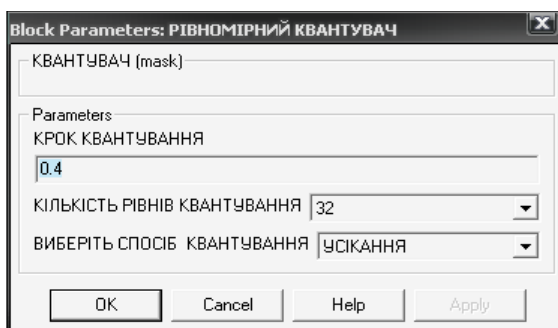 Block Parameters: РІВНОМІРНИЙ КВАНТУВАЧ
КВАНТУВАЧ (mask)
Parameters
КРОК КВАНТУВАННЯ
0.4
КІЛЬКІСТЬ РІВНІВ КВАНТУВАННЯ 32
ВИБЕРІТЬ СПОСІБ КВАНТУВАННЯ УСІКАННЯ
OK Cancel Help Apply